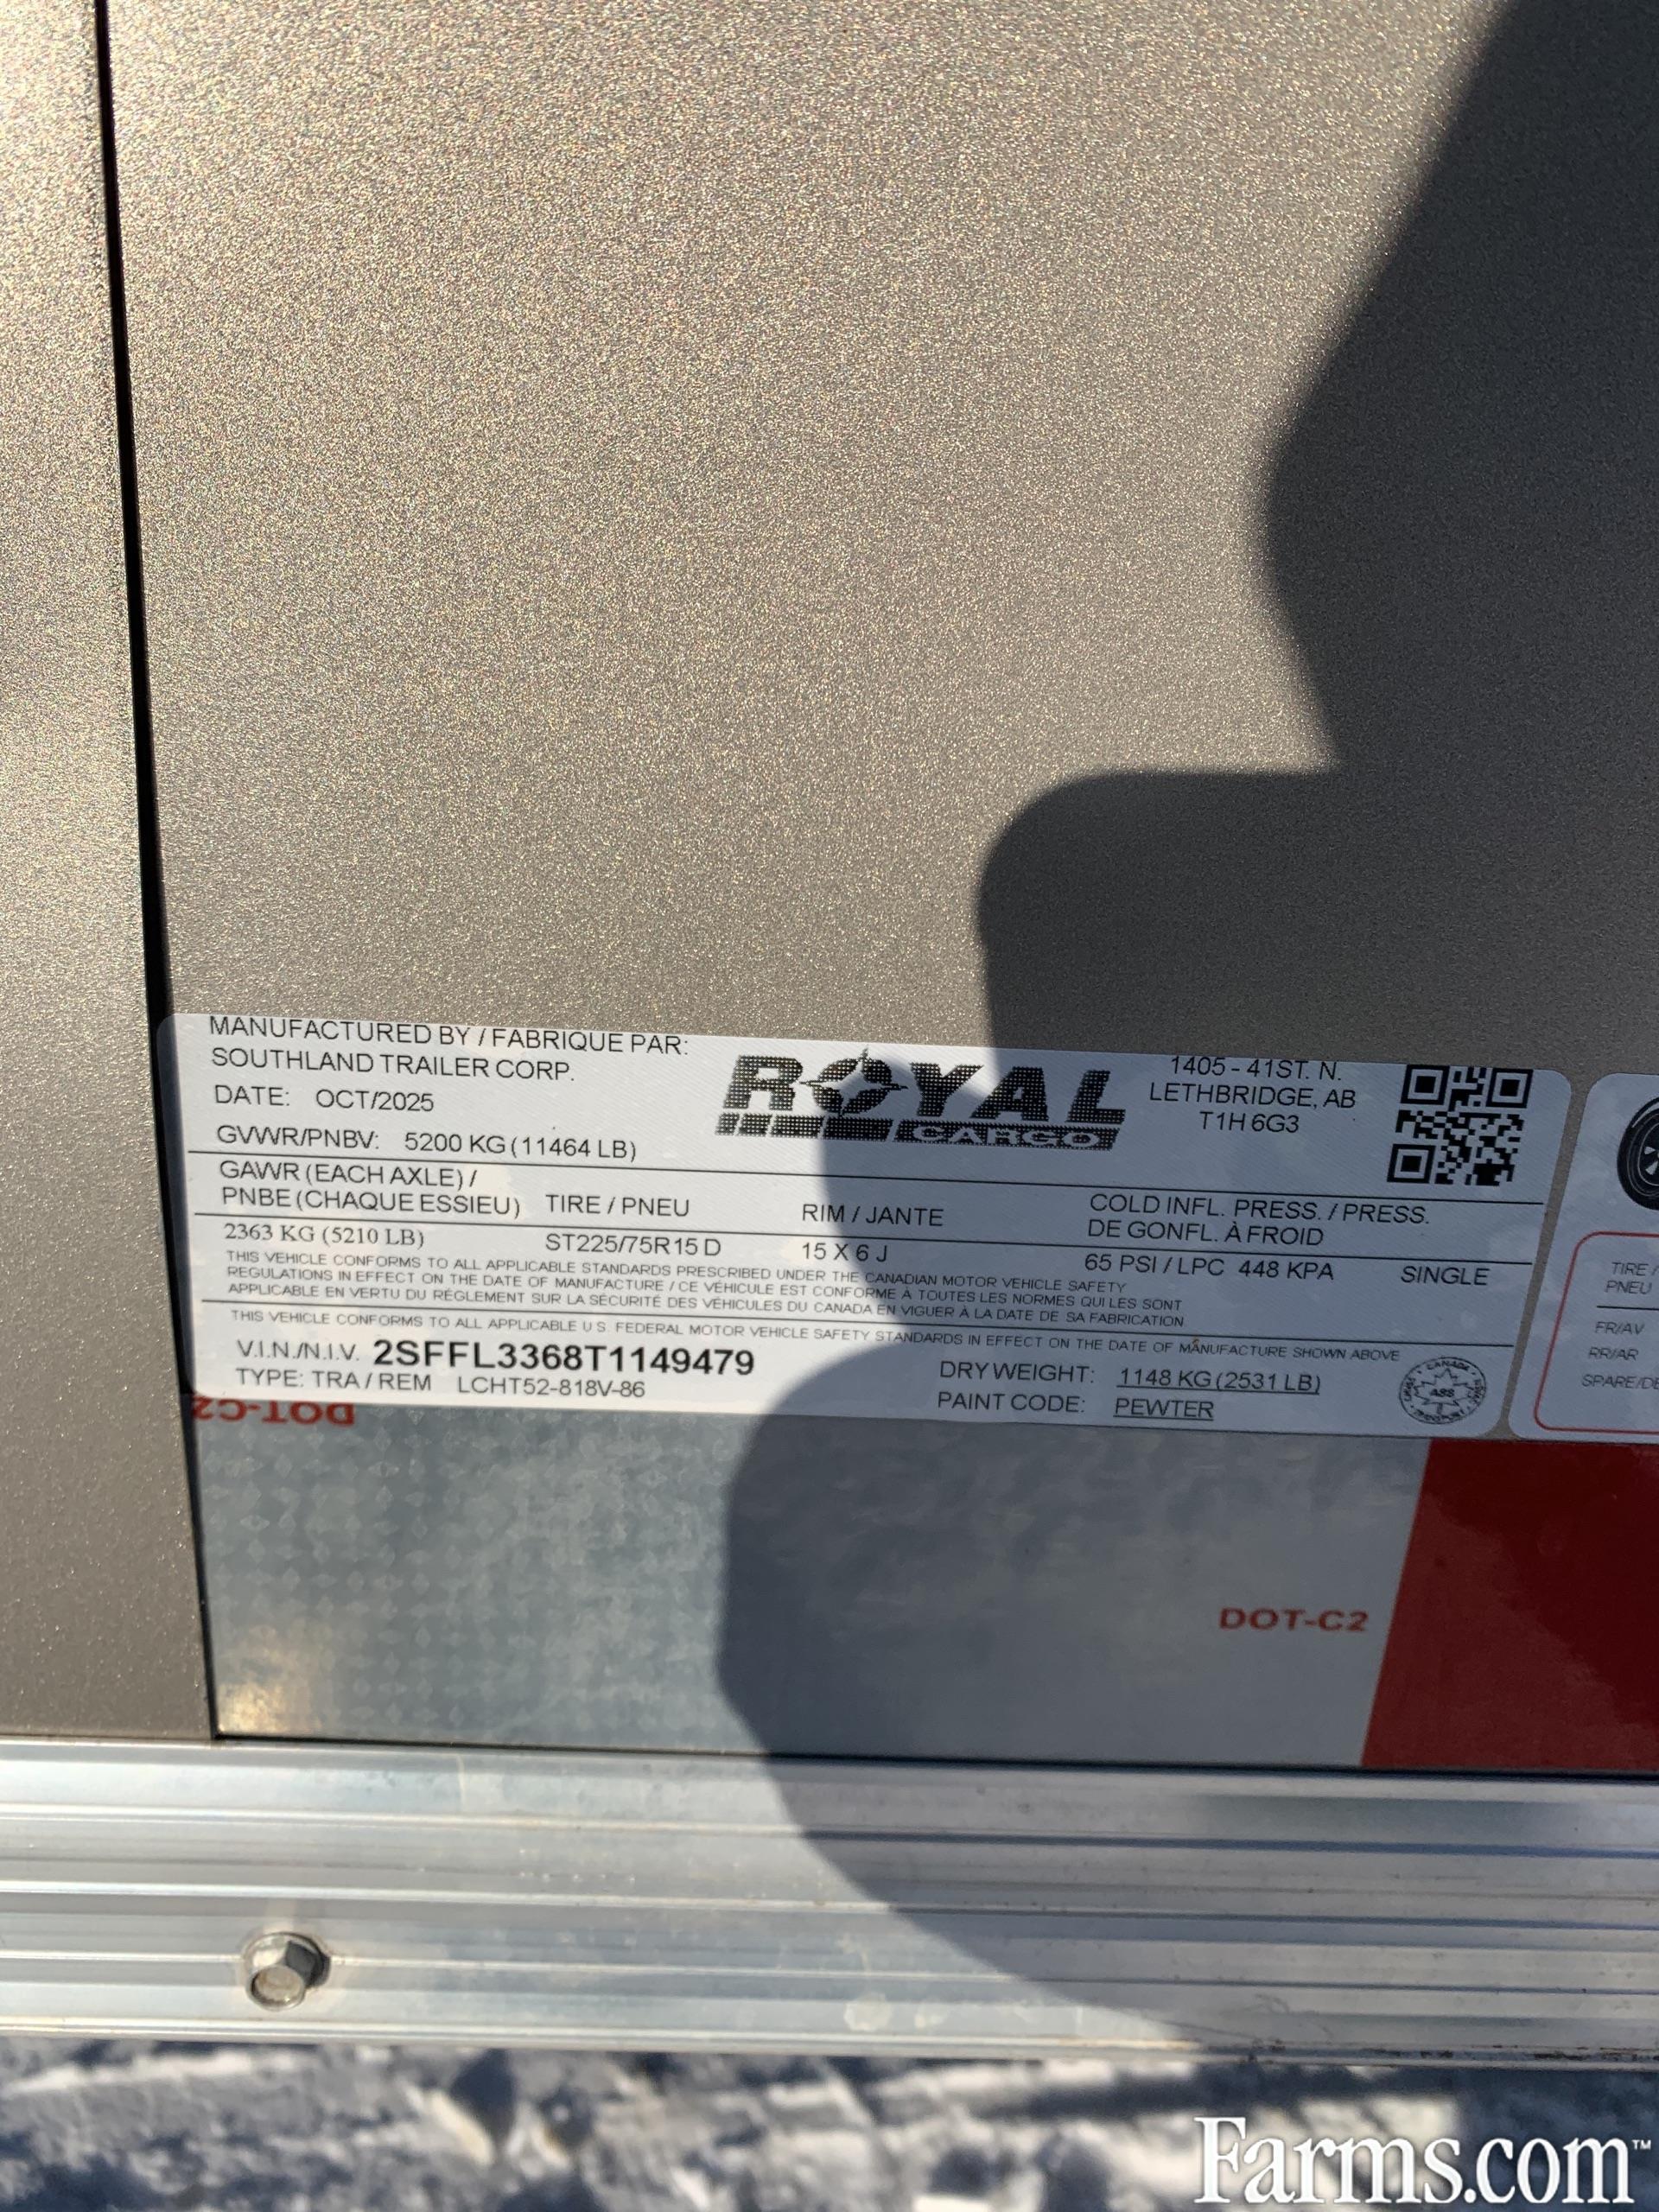 MANUFACTURED BY / FABRIQUE PAR:
SOUTHLAND TRAILER CORP.
DATE: OCT/2025
GVWR/PNBV: 5200 KG (11464 LB)
ROYAL
CARGO
1405 - 41ST. N.
LETHBRIDGE, AB
T1H 6G3
GAWR (EACH AXLE) /
PNBE (CHAQUE ESSIEU) TIRE / PNEU RIM / JANTE COLD INFL. PRESS. / PRESS.
DE GONFL. À FROID
2363 KG (5210 LB) ST225/75R15 D 15 X 6 J 65 PSI / LPC 448 KPA SINGLE
THIS VEHICLE CONFORMS TO ALL APPLICABLE STANDARDS PRESCRIBED UNDER THE CANADIAN MOTOR VEHICLE SAFETY
REGULATIONS IN EFFECT ON THE DATE OF MANUFACTURE / CE VÉHICULE EST CONFORME À TOUTES LES NORMES QUI LES SONT
APPLICABLE EN VERTU DU RÉGLEMENT SUR LA SÉCURITÉ DES VÉHICULES DU CANADA EN VIGUER À LA DATE DE SA FABRICATION.
THIS VEHICLE CONFORMS TO ALL APPLICABLE U S. FEDERAL MOTOR VEHICLE SAFETY STANDARDS IN EFFECT ON THE DATE OF MANUFACTURE SHOWN ABOVE
V.I.N./N.I.V. 2SFFL3368T1149479
TYPE: TRA / REM LCHT52-818V-86
DRY WEIGHT: 1148 KG (2531 LB)
PAINT CODE: PEWTER
CANADA
TIRE /
PNEU
FR/AV
RR/AR
SPARE/DE
DOT-C2
DOT-C2
Farms.com™